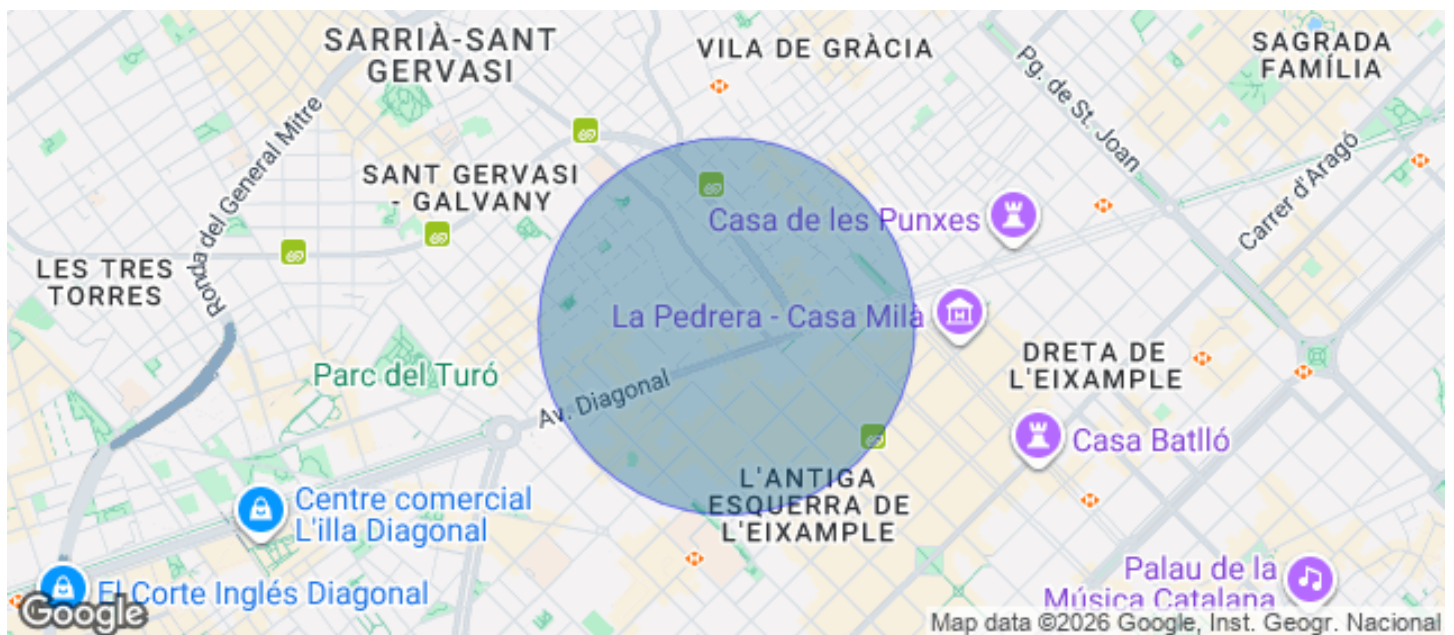 SARRIÀ-SANT
GERVASI
VILA DE GRÀCIA
SAGRADA
FAMÍLIA
Pg. de St. Joan
Ronda del General Mitre
SANT GERVASI
- GALVANY
Carrer d'Aragó
Casa de les Punxes
LES TRES
TORRES
La Pedrera - Casa Milà
DRETA DE
L'EIXAMPLE
Parc del Turó
Av. Diagonal
Casa Batlló
L'ANTIGA
ESQUERRA DE
L'EIXAMPLE
Centre comercial
L'illa Diagonal
Palau de la
Música Catalana
El Corte Inglés Diagonal
Google
Map data ©2026 Google, Inst. Geogr. Nacional